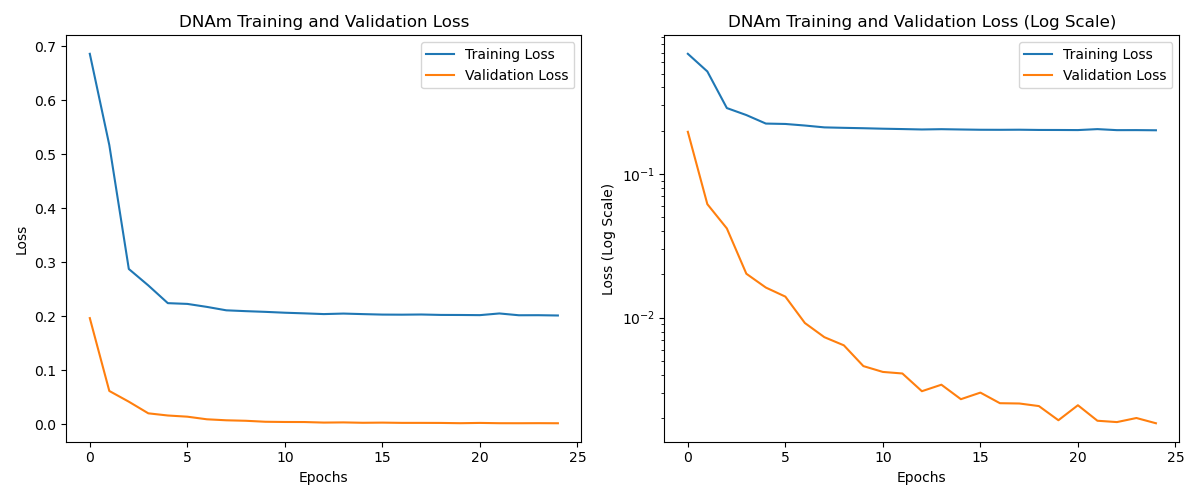 DNAm Training and Validation Loss
Training Loss
Validation Loss
0.7
0.6
0.5
0.4
0.3
0.2
0.1
0.0
Loss
0 5 10 15 20 25
Epochs
DNAm Training and Validation Loss (Log Scale)
Training Loss
Validation Loss
10⁻¹
10⁻²
Loss (Log Scale)
0 5 10 15 20 25
Epochs